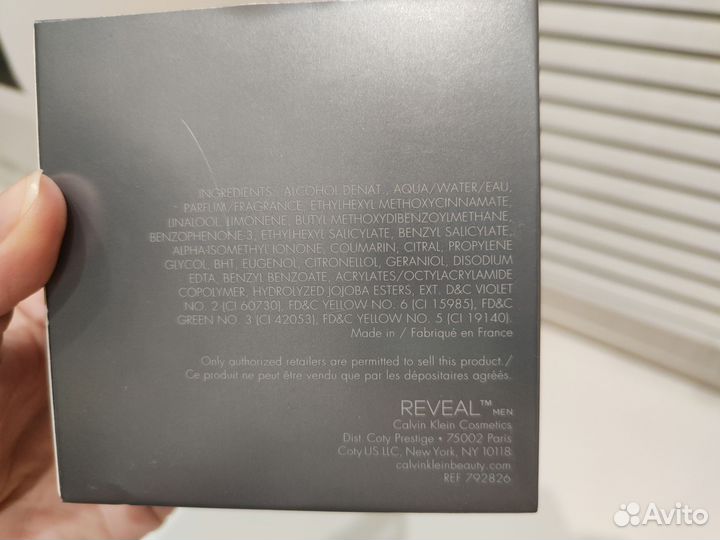 INGREDIENTS: ALCOHOL DENAT., AQUA/WATER/EAU,
PARFUM/FRAGRANCE, ETHYLHEXYL METHOXYCINNAMATE,
LINALOOL, LIMONENE, BUTYL METHOXYDIBENZOYLMETHANE,
BENZOPHENONE-3, ETHYLHEXYL SALICYLATE, BENZYL SALICYLATE,
ALPHA-ISOMETHYL IONONE, COUMARIN, CITRAL, PROPYLENE
GLYCOL, BHT, EUGENOL, CITRONELLOL, GERANIOL, DISODIUM
EDTA, BENZYL BENZOATE, ACRYLATES/OCTYLACRYLAMIDE
COPOLYMER, HYDROLYZED JOJOBA ESTERS, EXT. D&C VIOLET
NO. 2 (CI 60730), FD&C YELLOW NO. 6 (CI 15985), FD&C
GREEN NO. 3 (CI 42053), FD&C YELLOW NO. 5 (CI 19140).
Made in / Fabriqué en France
Only authorized retailers are permitted to sell this product./
Ce produit ne peut être vendu que par les dépositaires agréés.
REVEAL™ MEN
Calvin Klein Cosmetics
Dist. Coty Prestige • 75002 Paris
Coty US LLC, New York, NY 10118
calvinkleinbeauty.com
REF 792826
Avito